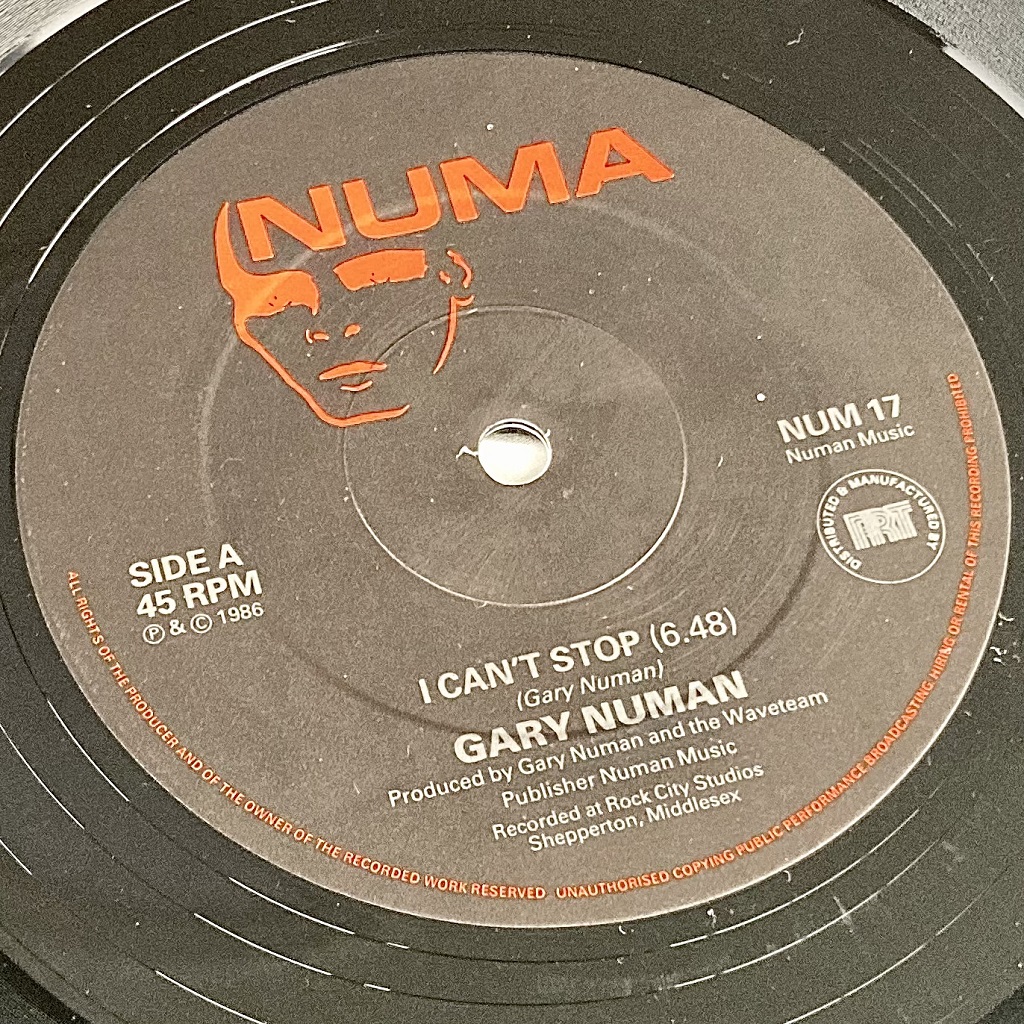 NUMA
NUM 17
Numan Music
DISTRIBUTED & MANUFACTURED BY
PRT
SIDE A
45 RPM
Ⓟ & © 1986
I CAN'T STOP (6.48)
(Gary Numan)
GARY NUMAN
Produced by Gary Numan and the Waveteam
Publisher Numan Music
Recorded at Rock City Studios
Shepperton, Middlesex
ALL RIGHTS OF THE PRODUCER AND OF THE OWNER OF THE RECORDED WORK RESERVED UNAUTHORISED COPYING PUBLIC PERFORMANCE BROADCASTING HIRING OR RENTAL OF THIS RECORDING PROHIBITED